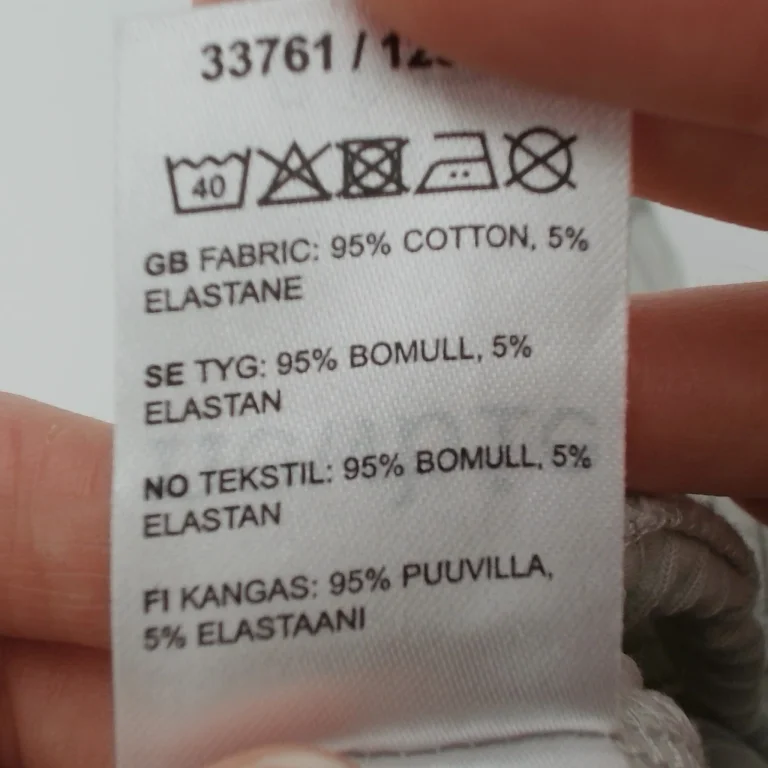 33761 /
40
GB FABRIC: 95% COTTON, 5%
ELASTANE
SE TYG: 95% BOMULL, 5%
ELASTAN
NO TEKSTIL: 95% BOMULL, 5%
ELASTAN
FI KANGAS: 95% PUUVILLA,
5% ELASTAANI